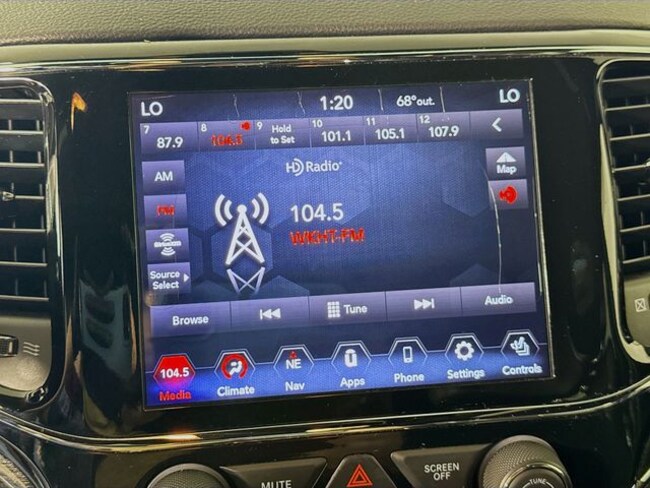 LO 1:20 68°out. LO
7 8 9 10 11 12
87.9 104.5 Hold to Set 101.1 105.1 107.9
AM
HD Radio
Map
FM
104.5
WKHT-FM
SiriusXM
Source
Select
Browse Tune Audio
104.5 NE
Media Climate Nav Apps Phone Settings Controls
MUTE SCREEN
OFF
TUNE